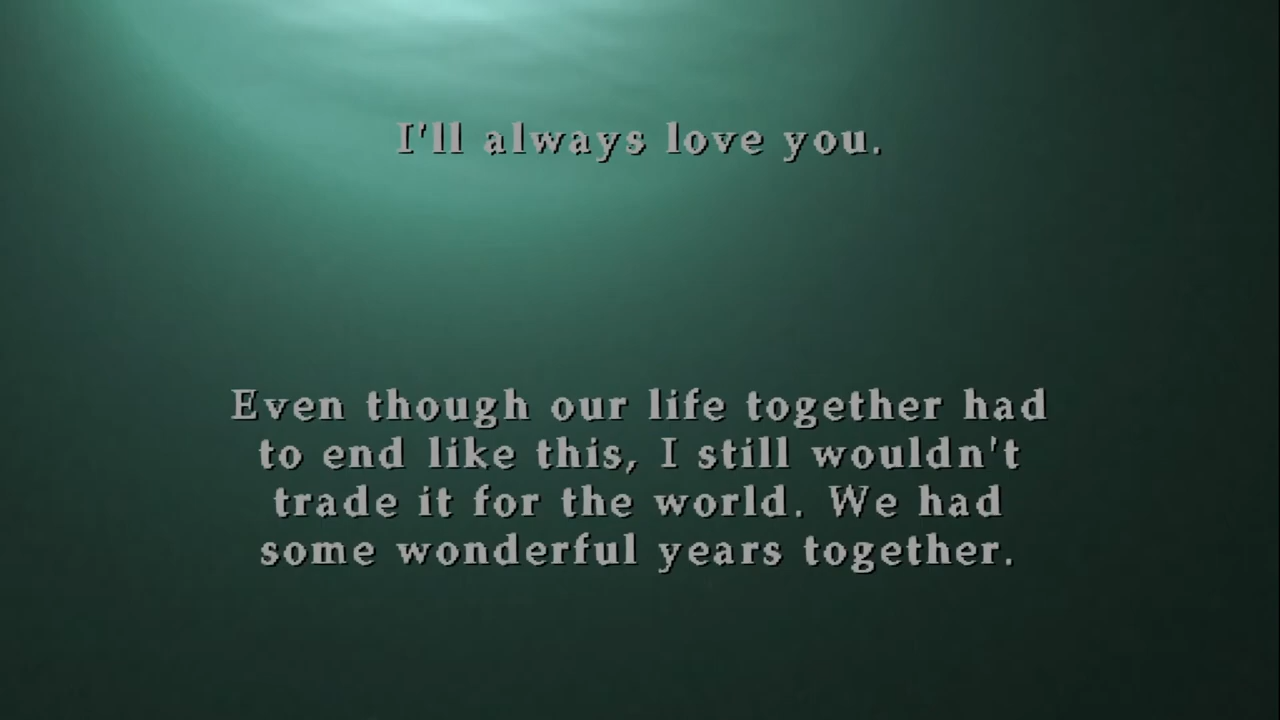 I'll always love you.
Even though our life together had
to end like this, I still wouldn't
trade it for the world. We had
some wonderful years together.